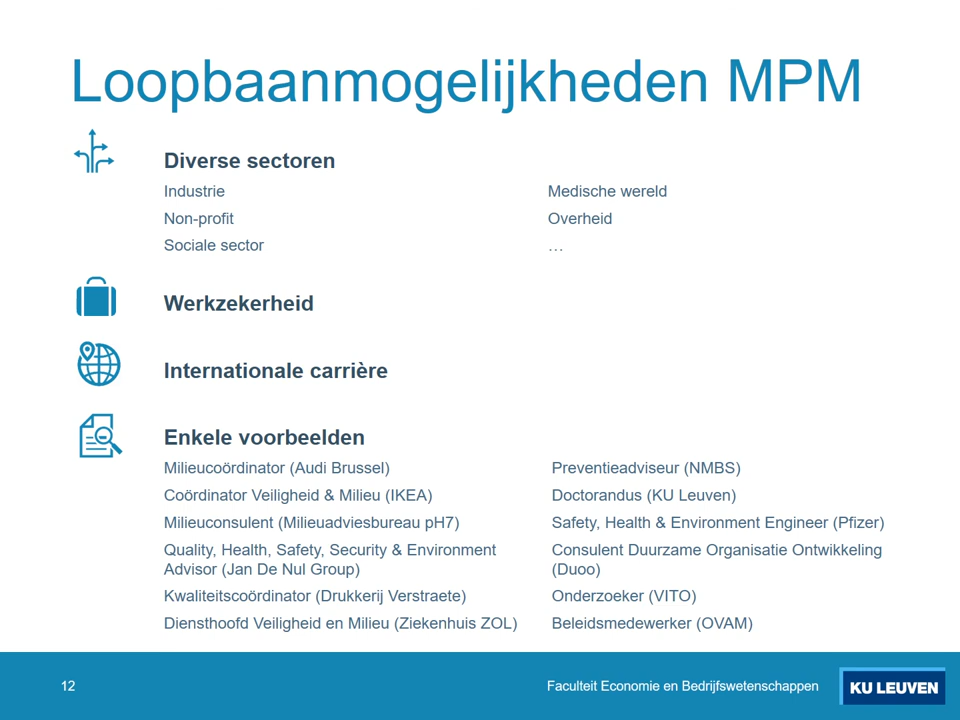 Loopbaanmogelijkheden MPM
Diverse sectoren
Industrie
Non-profit
Sociale sector
Medische wereld
Overheid
…
Werkzekerheid
Internationale carrière
Enkele voorbeelden
Milieucoördinator (Audi Brussel)
Coördinator Veiligheid & Milieu (IKEA)
Milieuconsulent (Milieuadviesbureau pH7)
Quality, Health, Safety, Security & Environment
Advisor (Jan De Nul Group)
Kwaliteitscoördinator (Drukkerij Verstraete)
Diensthoofd Veiligheid en Milieu (Ziekenhuis ZOL)
Preventieadviseur (NMBS)
Doctorandus (KU Leuven)
Safety, Health & Environment Engineer (Pfizer)
Consulent Duurzame Organisatie Ontwikkeling
(Duoo)
Onderzoeker (VITO)
Beleidsmedewerker (OVAM)
12
Faculteit Economie en Bedrijfswetenschappen
KU LEUVEN